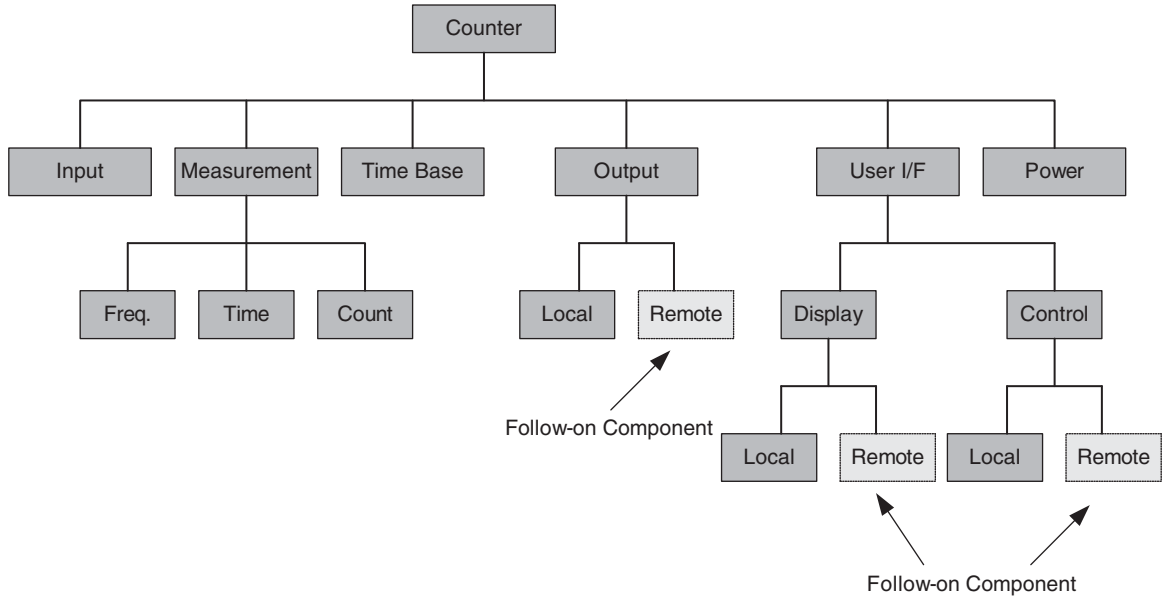 Counter
Input
Measurement
Time Base
Output
User I/F
Power
Freq.
Time
Count
Local
Remote
Display
Control
Follow-on Component
Local
Remote
Local
Remote
Follow-on Component